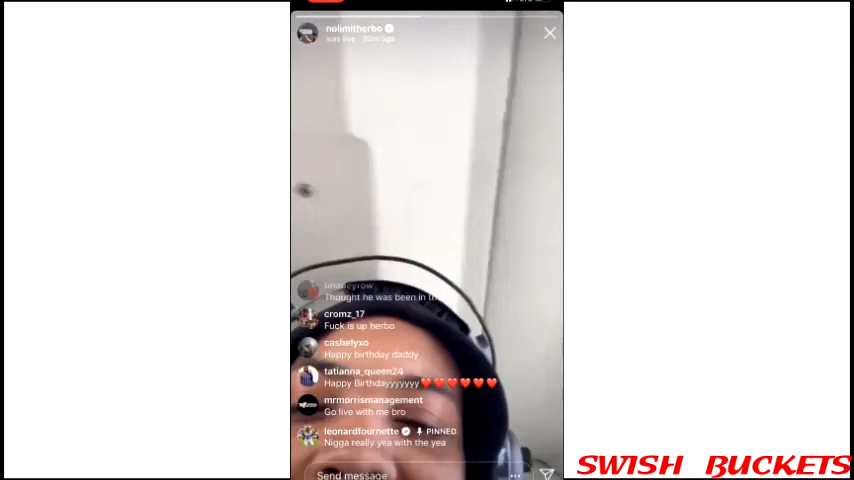 nolimitherbo
was live · 30m ago
brialeyrow
Thought he was been in th
cromz_17
Fuck is up herbo
cashelyxo
Happy birthday daddy
tatianna_queen24
Happy Birthdayyyyyyy❤️❤️❤️❤️❤️❤️
mrmorrismanagement
Go live with me bro
leonardfournette PINNED
Nigga really yea with the yea
Send message
SWISH BUCKETS